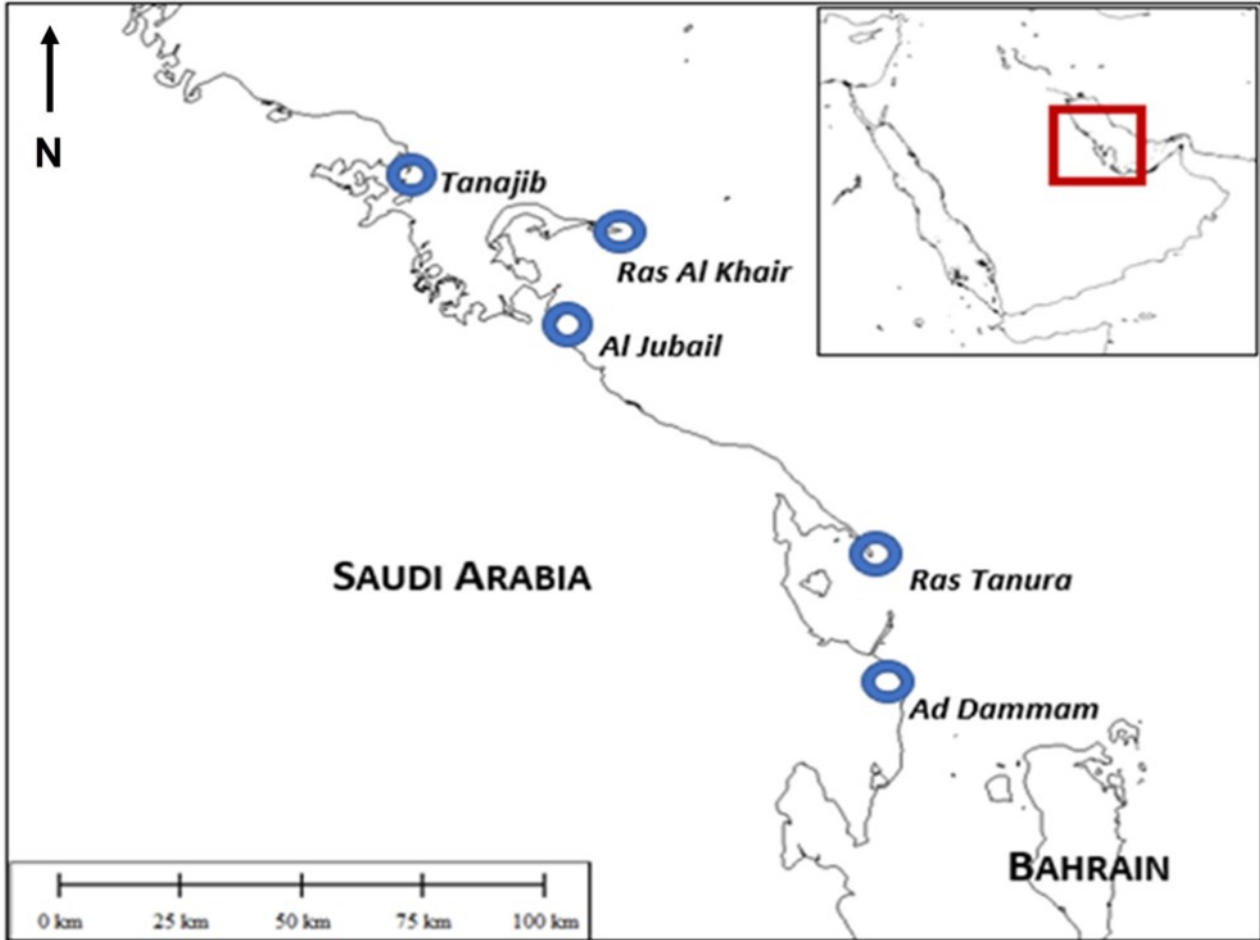 N
Tanajib
Ras Al Khair
Al Jubail
SAUDI ARABIA
Ras Tanura
Ad Dammam
BAHRAIN
0 km 25 km 50 km 75 km 100 km